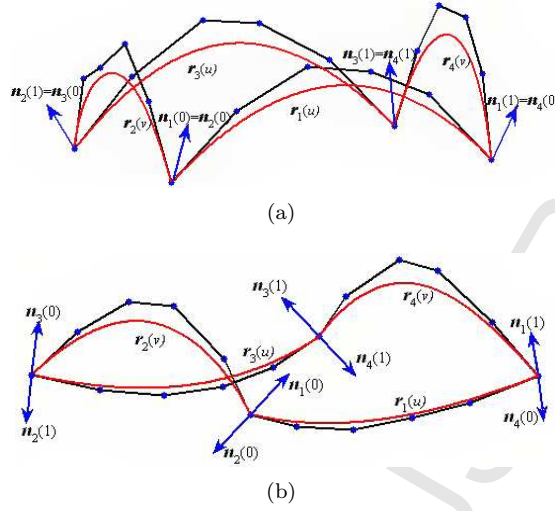 r₃(u)
n₃(1)=n₄(1)
r₄(v)
n₂(1)=n₃(0)
r₂(v)
n₁(0)=n₂(0)
r₁(u)
n₁(1)=n₄(0)
(a)
n₃(0)
n₃(1)
r₄(v)
n₁(1)
r₂(v)
r₃(u)
n₄(1)
n₁(0)
r₁(u)
n₂(1)
n₄(0)
n₂(0)
(b)